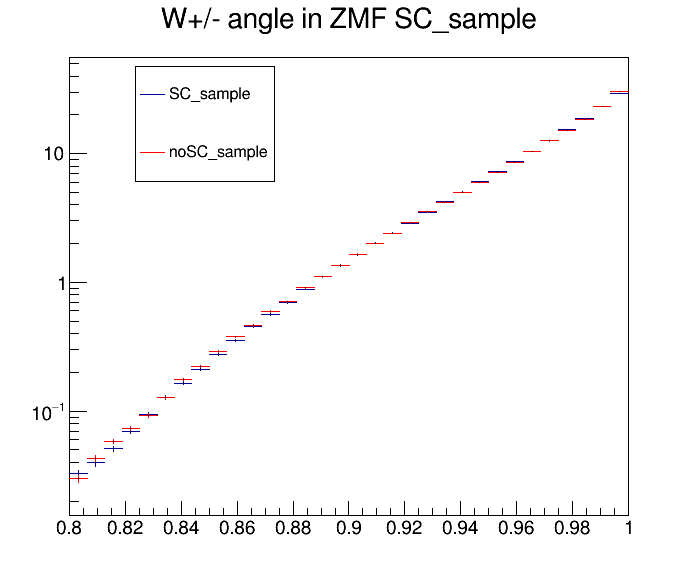 W+/- angle in ZMF SC_sample
SC_sample
noSC_sample
10
1
10⁻¹
0.8 0.82 0.84 0.86 0.88 0.9 0.92 0.94 0.96 0.98 1